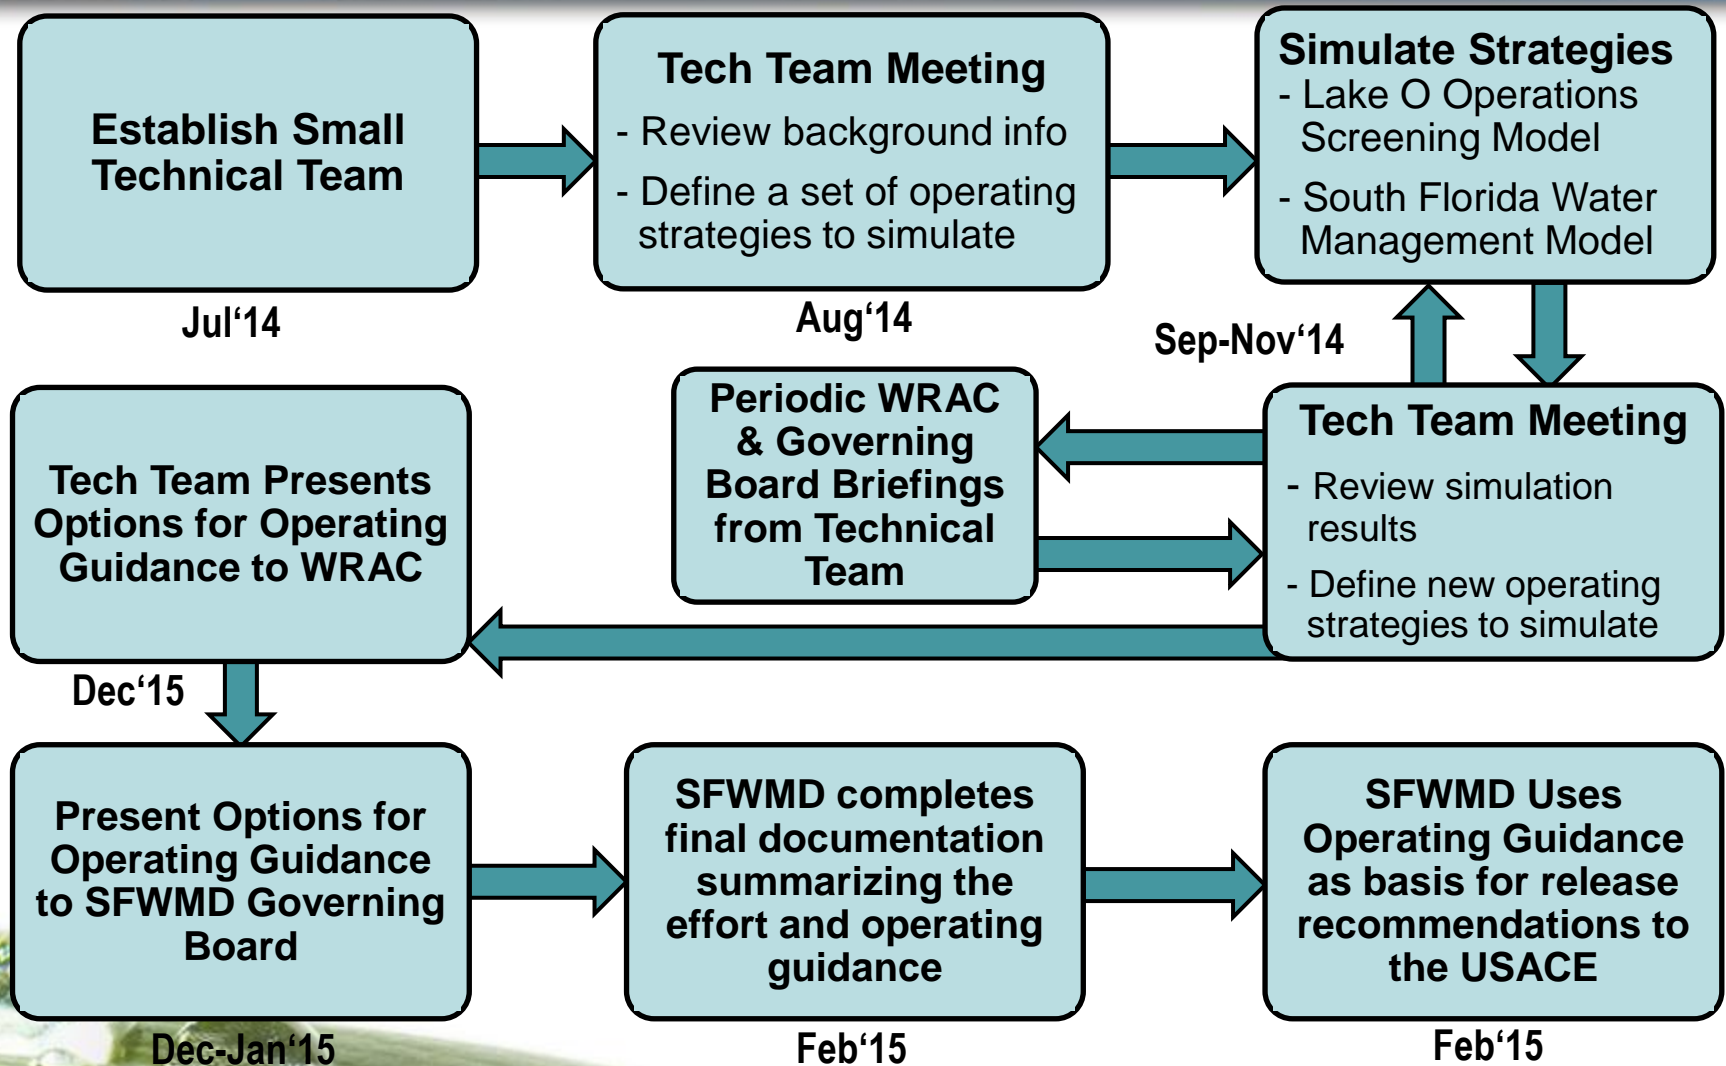 Establish Small
Technical Team
Jul‘14
Tech Team Meeting
- Review background info
- Define a set of operating
strategies to simulate
Aug‘14
Simulate Strategies
- Lake O Operations
Screening Model
- South Florida Water
Management Model
Sep-Nov‘14
Tech Team Meeting
- Review simulation
results
- Define new operating
strategies to simulate
Periodic WRAC
& Governing
Board Briefings
from Technical
Team
Tech Team Presents
Options for Operating
Guidance to WRAC
Dec‘15
Present Options for
Operating Guidance
to SFWMD Governing
Board
Dec-Jan‘15
SFWMD completes
final documentation
summarizing the
effort and operating
guidance
Feb‘15
SFWMD Uses
Operating Guidance
as basis for release
recommendations to
the USACE
Feb‘15